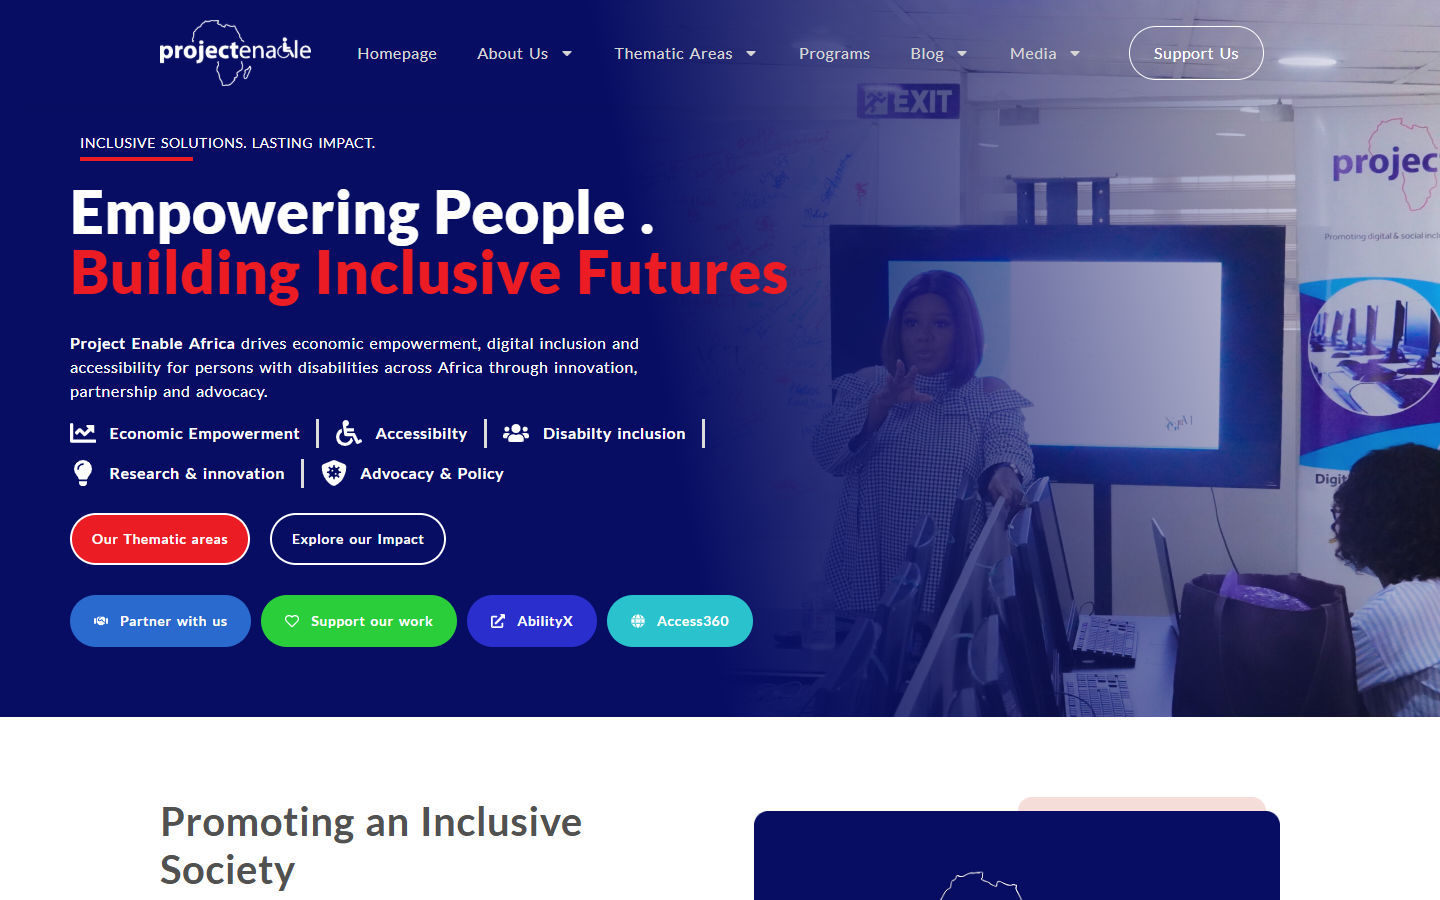 projectenable
Homepage
About Us
Thematic Areas
Programs
Blog
Media
Support Us
EXIT
INCLUSIVE SOLUTIONS. LASTING IMPACT.
projec
Empowering People .
Promoting digital & social incl
Building Inclusive Futures
Project Enable Africa drives economic empowerment, digital inclusion and
accessibility for persons with disabilities across Africa through innovation,
partnership and advocacy.
Economic Empowerment
Accessibilty
Disabilty inclusion
Research & innovation
Advocacy & Policy
Digit
Our Thematic areas
Explore our Impact
Partner with us
Support our work
AbilityX
Access360
Promoting an Inclusive
Society